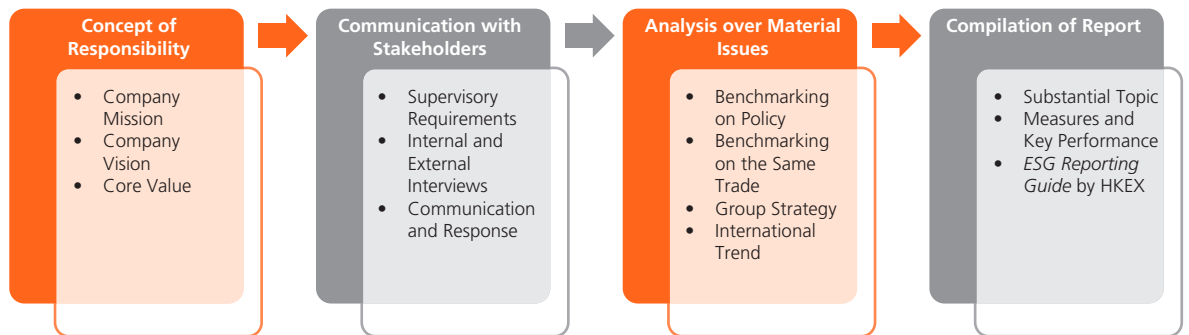 Concept of
Responsibility
• Company
Mission
• Company
Vision
• Core Value
Communication with
Stakeholders
• Supervisory
Requirements
• Internal and
External
Interviews
• Communication
and Response
Analysis over Material
Issues
• Benchmarking
on Policy
• Benchmarking
on the Same
Trade
• Group Strategy
• International
Trend
Compilation of Report
• Substantial Topic
• Measures and
Key Performance
• ESG Reporting
Guide by HKEX